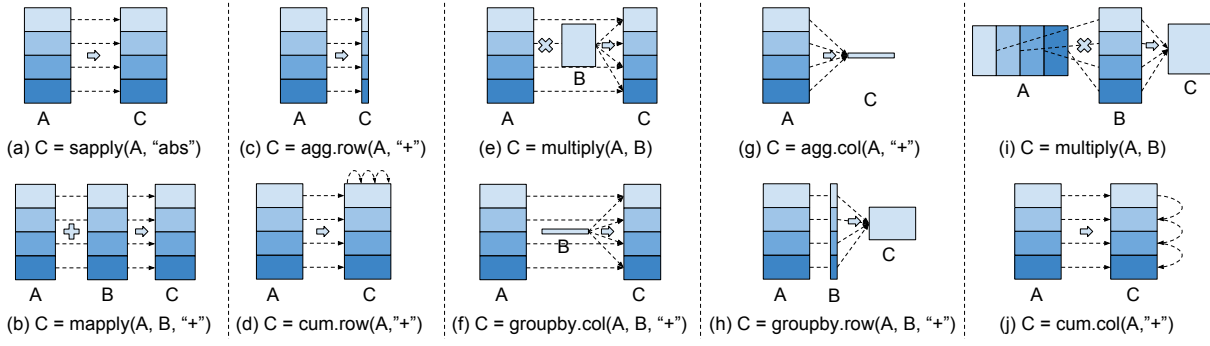 A C
(a) C = sapply(A, “abs”)
A B C
(b) C = mapply(A, B, “+”)
A C
(c) C = agg.row(A, “+”)
A C
(d) C = cum.row(A,”+”)
A B C
(e) C = multiply(A, B)
A B C
(f) C = groupby.col(A, B, “+”)
A C
(g) C = agg.col(A, “+”)
A B C
(h) C = groupby.row(A, B, “+”)
A B C
(i) C = multiply(A, B)
A C
(j) C = cum.col(A,”+”)